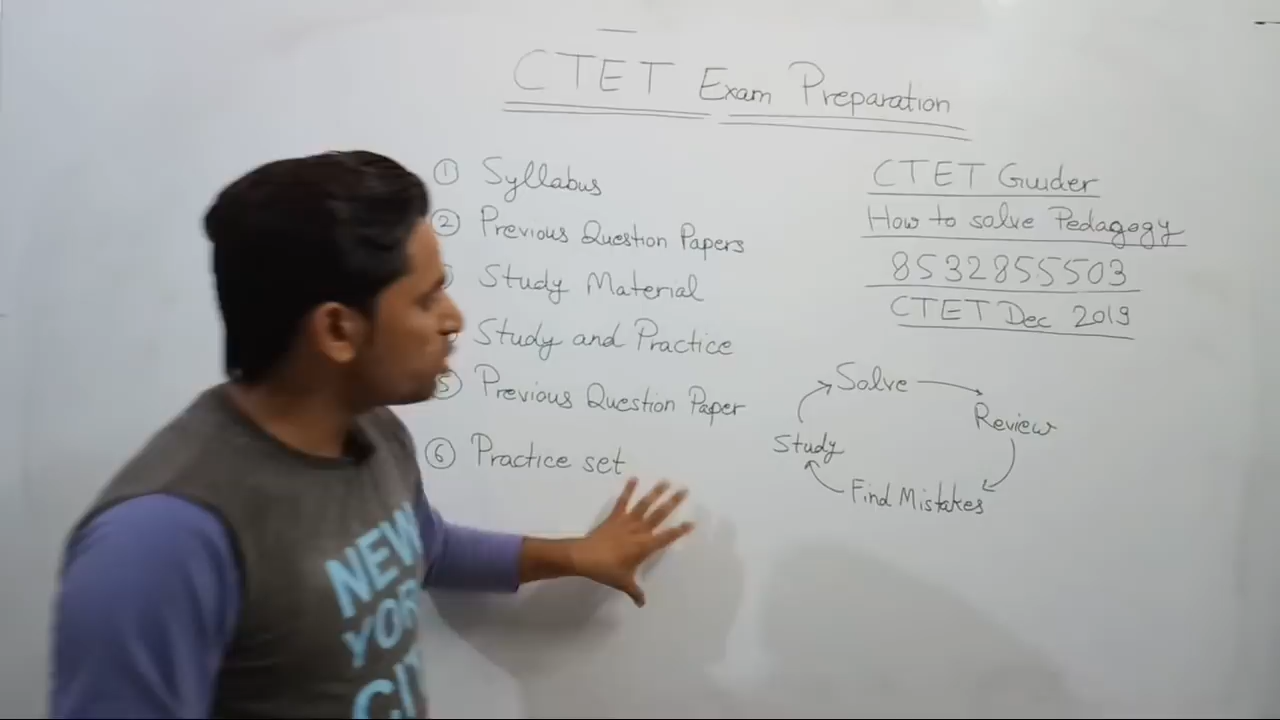 CTET Exam Preparation
① Syllabus
② Previous Question Papers
Study Material
Study and Practice
⑤ Previous Question Paper
⑥ Practice set
CTET Guider
How to solve Pedagogy
8532855503
CTET Dec 2019
Solve
Review
Find Mistakes
Study
NEW
YOR
CI